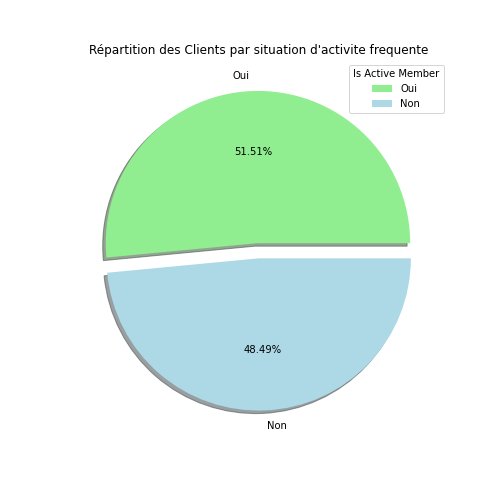 Répartition des Clients par situation d'activite frequente
Is Active Member
Oui
Non
Oui
51.51%
48.49%
Non